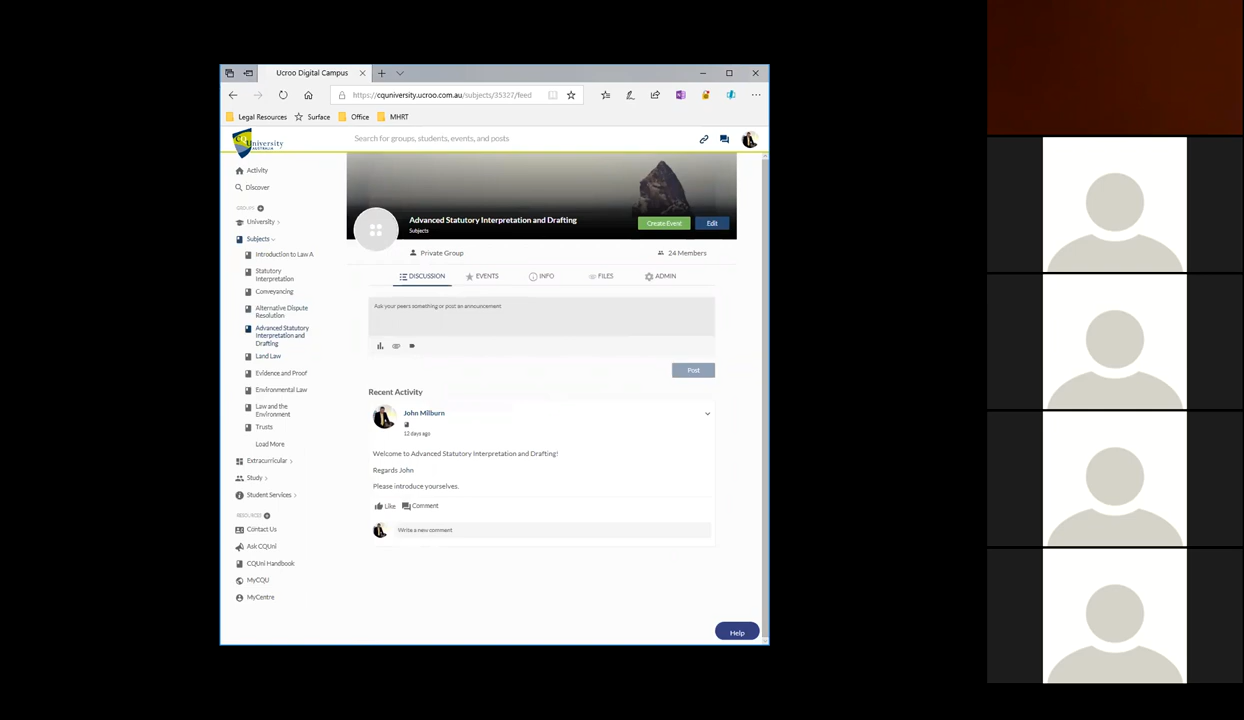 Ucroo Digital Campus
https://cquniversity.ucroo.com.au/subjects/35327/feed
Legal Resources
Surface
Office
MHRT
CQUniversity
AUSTRALIA
Search for groups, students, events, and posts
Activity
Discover
GROUPS
University
Subjects
Introduction to Law A
Statutory
Interpretation
Conveyancing
Alternative Dispute
Resolution
Advanced Statutory
Interpretation and
Drafting
Land Law
Evidence and Proof
Environmental Law
Law and the
Environment
Trusts
Load More
Extracurricular
Study
Student Services
RESOURCES
Contact Us
Ask CQUni
CQUni Handbook
MyCQU
MyCentre
Advanced Statutory Interpretation and Drafting
Subjects
Create Event
Edit
Private Group
24 Members
DISCUSSION
EVENTS
INFO
FILES
ADMIN
Ask your peers something or post an announcement
Post
Recent Activity
John Milburn
12 days ago
Welcome to Advanced Statutory Interpretation and Drafting!
Regards John
Please introduce yourselves.
Like
Comment
Write a new comment
Help